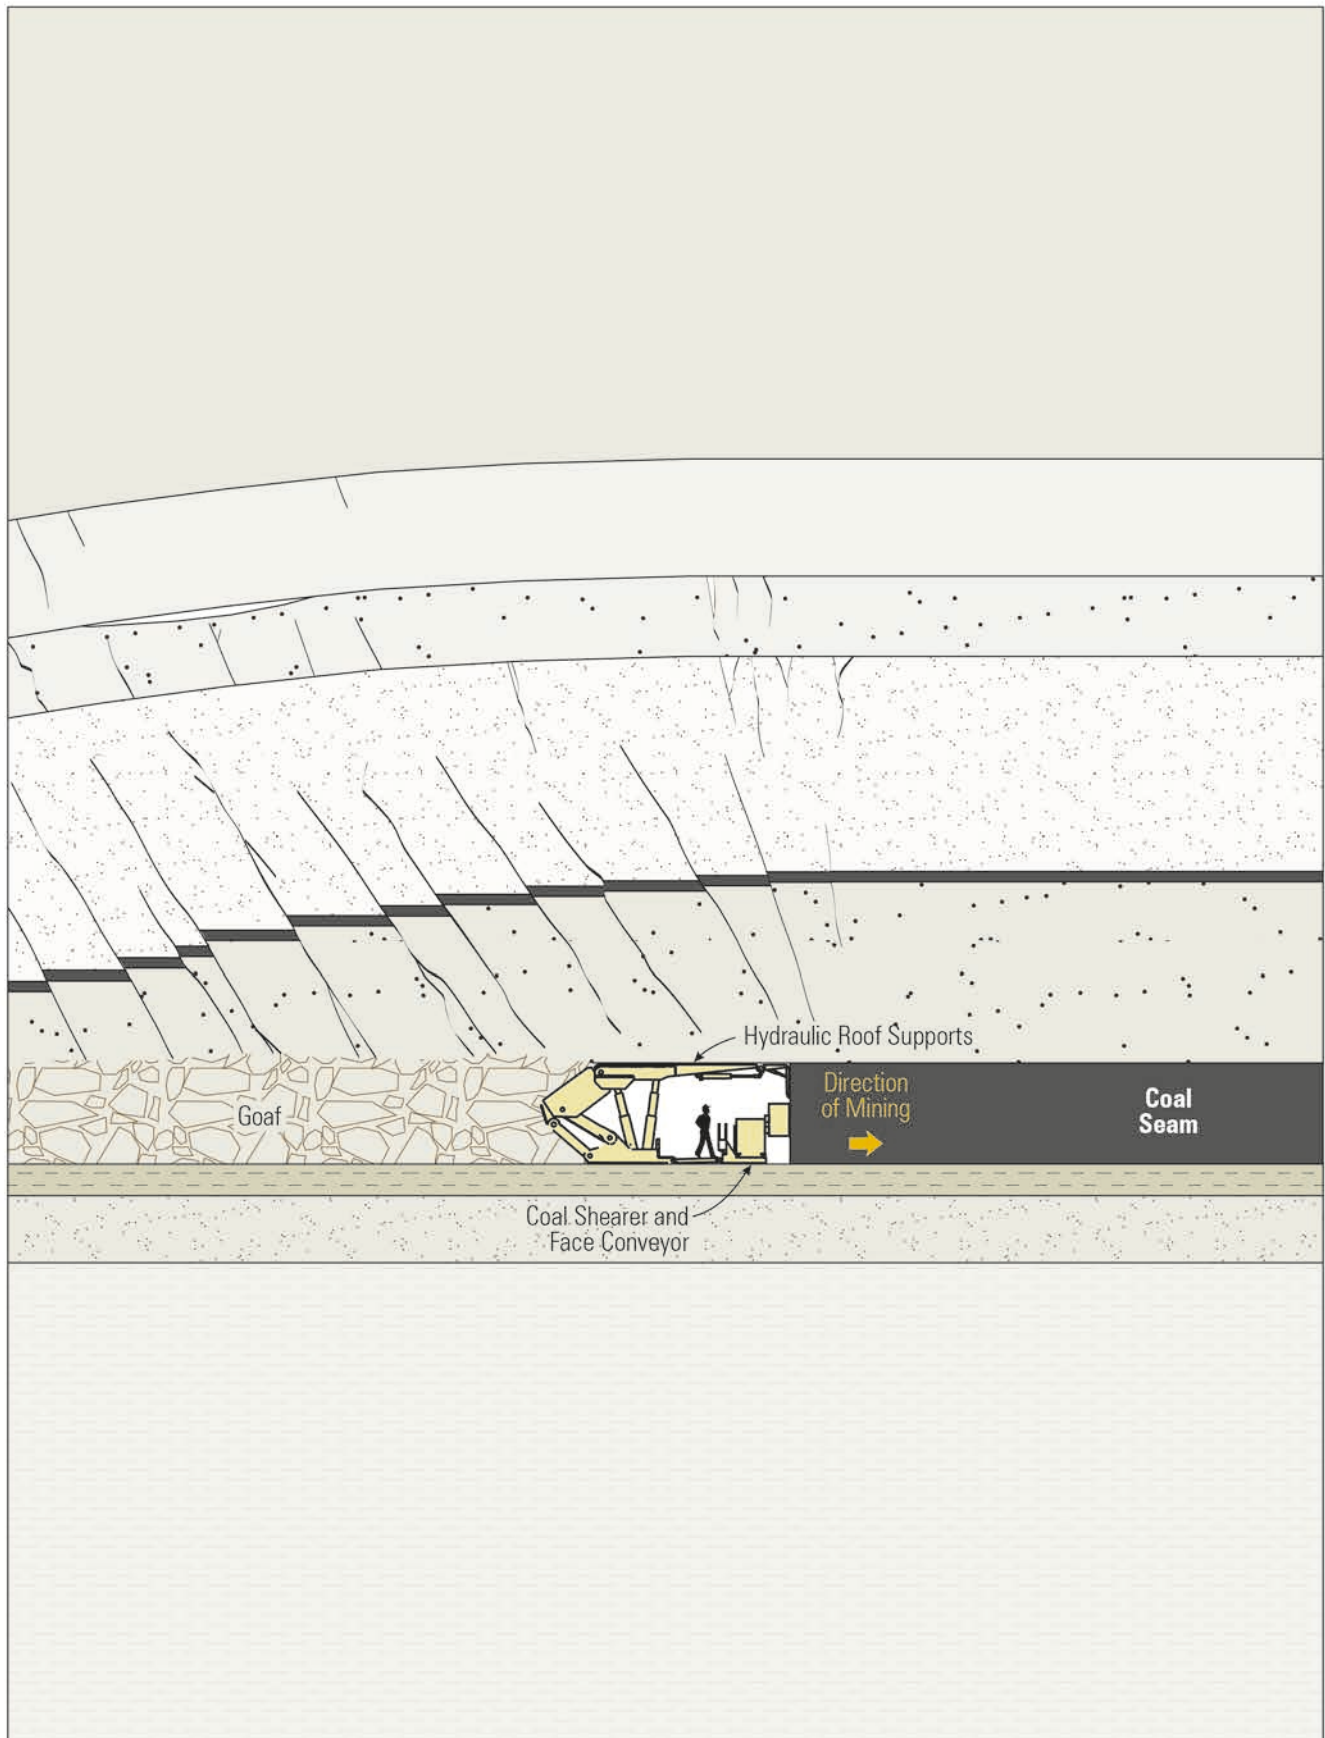 Hydraulic Roof Supports
Direction
of Mining
Coal
Seam
Goaf
Coal Shearer and
Face Conveyor